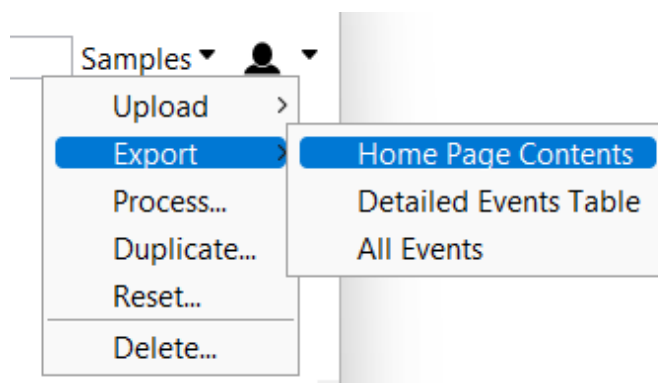 Samples
Upload
Export
Home Page Contents
Process...
Detailed Events Table
Duplicate...
All Events
Reset...
Delete...